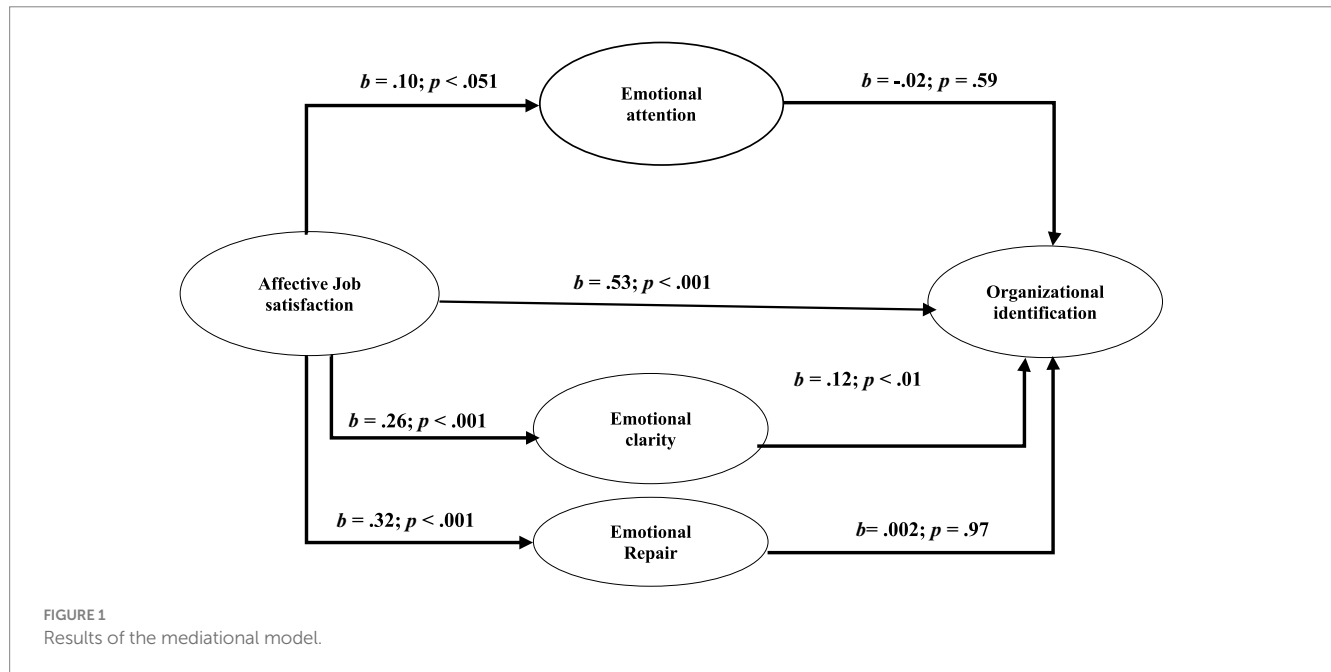 b = .10; p < .051
b = -.02; p = .59
Emotional
attention
Affective Job
satisfaction
b = .53; p < .001
Organizational
identification
b = .12; p < .01
b = .26; p < .001
Emotional
clarity
b = .32; p < .001
Emotional
Repair
b= .002; p = .97
FIGURE 1
Results of the mediational model.